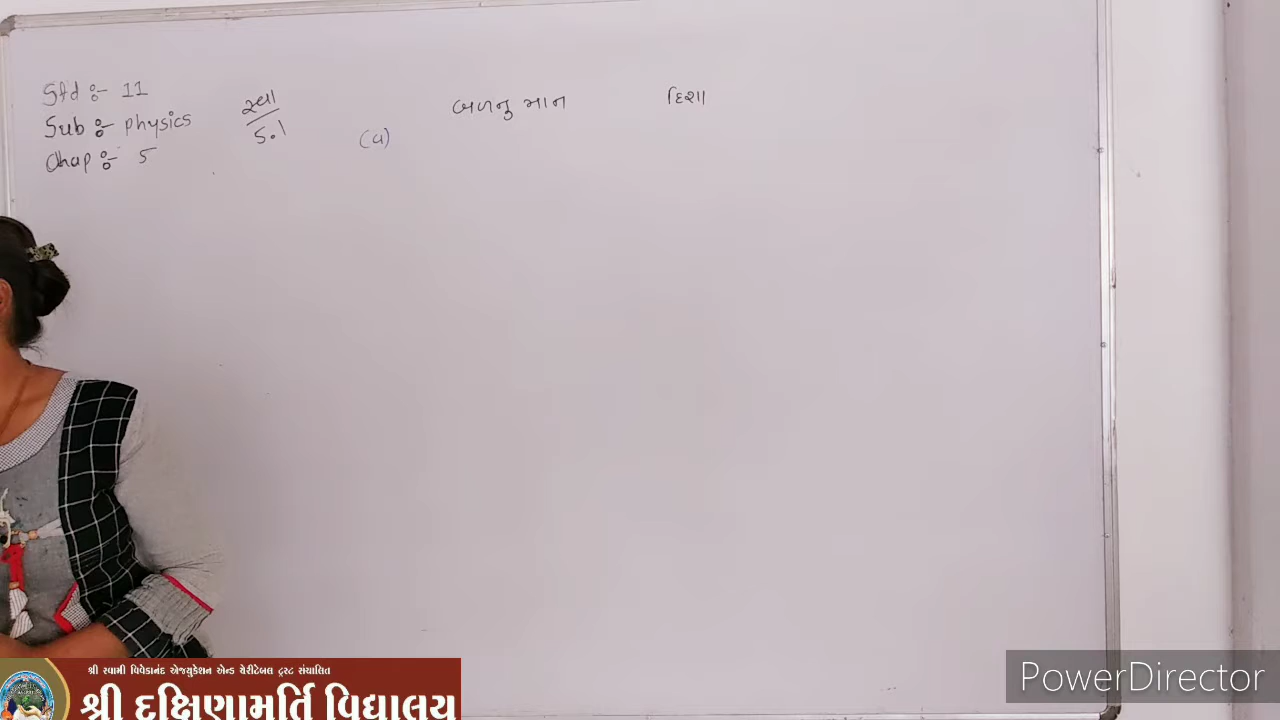 Std :- 11
Sub :- physics
Chap :- 5
સ્વા
5.1
(a)
બળનુ માન
દિશા
શ્રી સ્વામી વિવેકાનંદ એજ્યુકેશન એન્ડ ચેરીટેબલ ટ્રસ્ટ સંચાલિત
શ્રી દક્ષિણામૂર્તિ વિદ્યાલય
PowerDirector